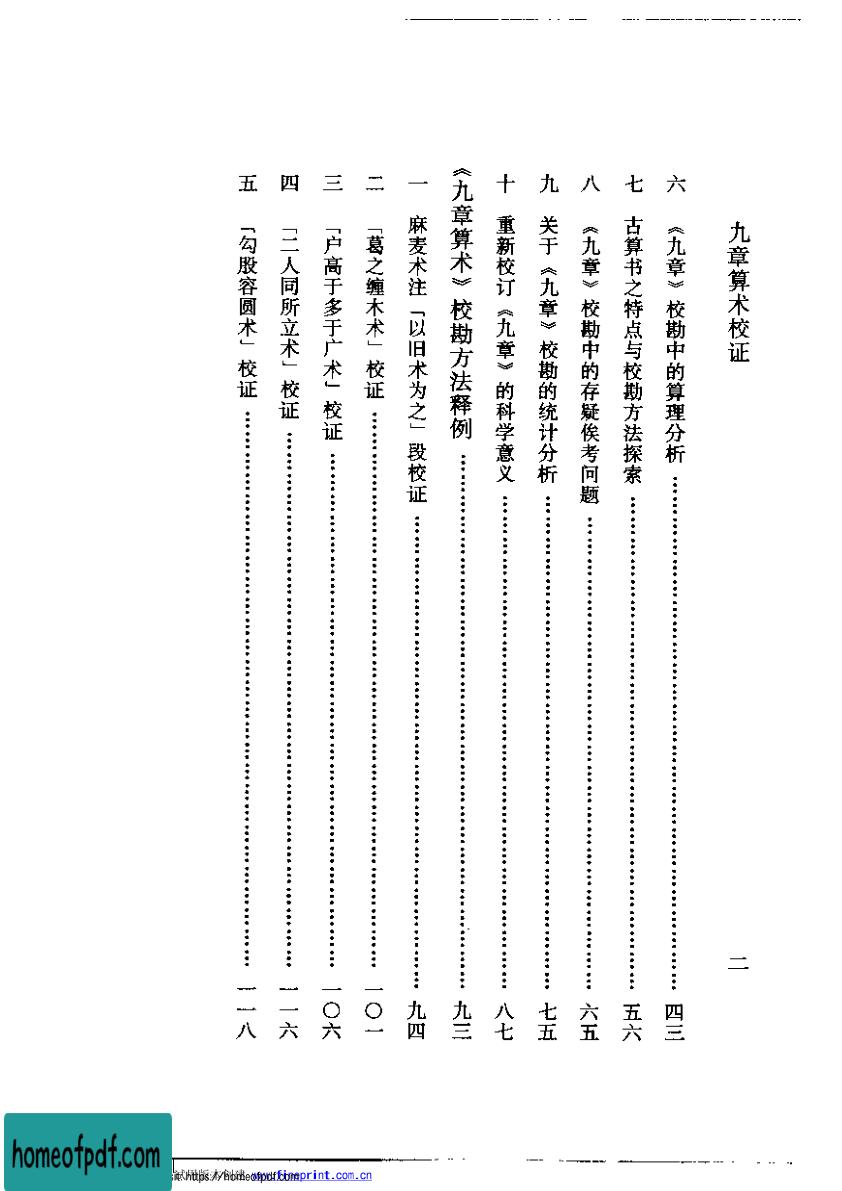 九章算术校证
二
六 《九章》校勘中的算理分析 四三
七 古算书之特点与校勘方法探索 五六
八 《九章》校勘中的存疑俟考问题 六五
九 关于《九章》校勘的统计分析 七五
十 重新校订《九章》的科学意义 八七
《九章算术》校勘方法释例 九三
一 麻麦术注「以旧术为之」段校证 九四
二 「葛之缠木术」校证 一〇一
三 「户高于多于广术」校证 一〇六
四 「二人同所立术」校证 一一六
五 「勾股容圆术」校证 一一八
homeofpdf.com
https://homeofpdf.com
www.fineprint.com.cn